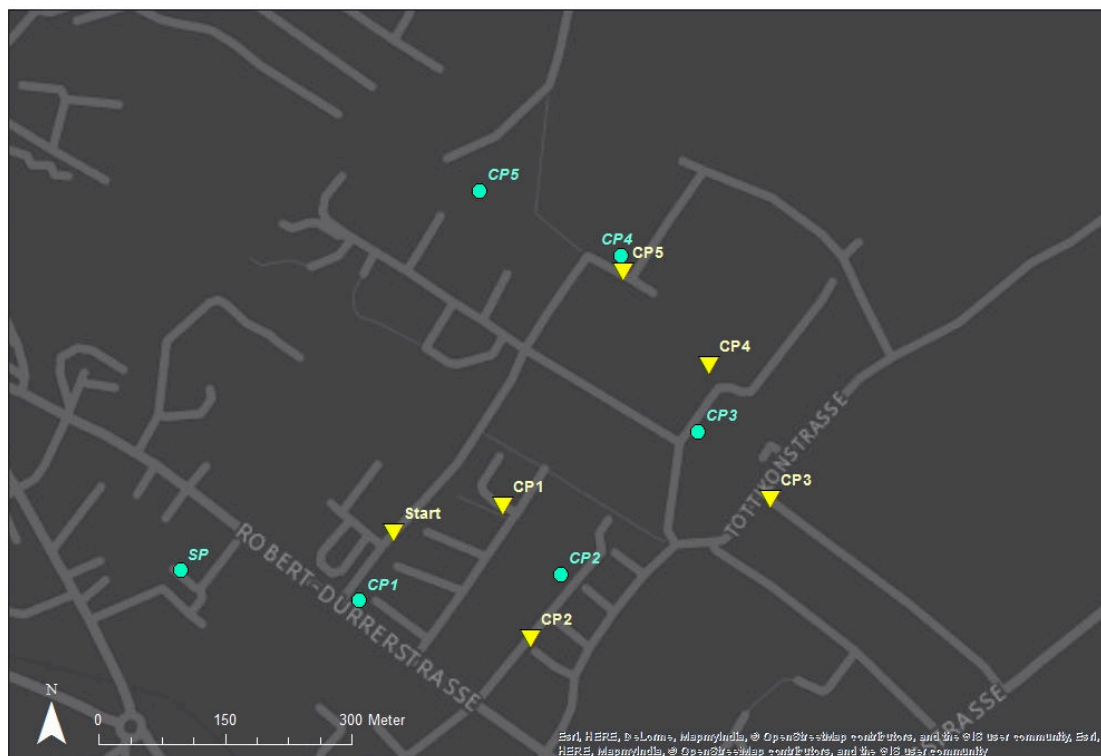 CP5
CP4
CP5
CP4
CP3
TOTTIKONSTRASSE
CP3
CP1
Start
CP2
SP
CP1
ROBERT-DURRERSTRASSE
CP2
STRASSE
N
0 150 300 Meter
Esri, HERE, DeLorme, MapmyIndia, © OpenStreetMap contributors, and the GIS user community, Esri,
HERE, MapmyIndia, © OpenStreetMap contributors, and the GIS user community